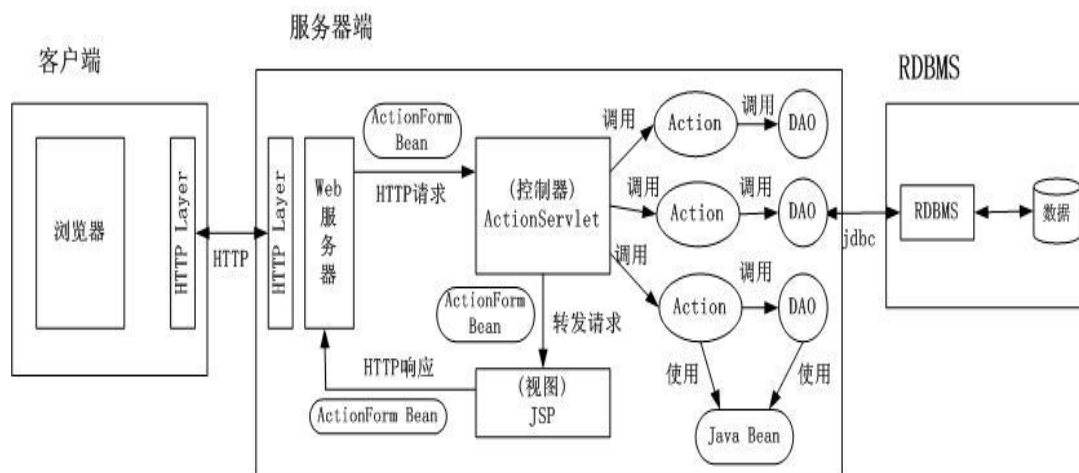 服务器端
客户端
RDBMS
浏览器
HTTP Layer
HTTP
HTTP Layer
Web
服
务
器
ActionForm
Bean
HTTP请求
(控制器)
ActionServlet
调用
Action
调用
DAO
调用
Action
调用
DAO
调用
Action
调用
DAO
jdbc
RDBMS
数据
ActionForm
Bean
转发请求
HTTP响应
ActionForm Bean
(视图)
JSP
使用
使用
Java Bean